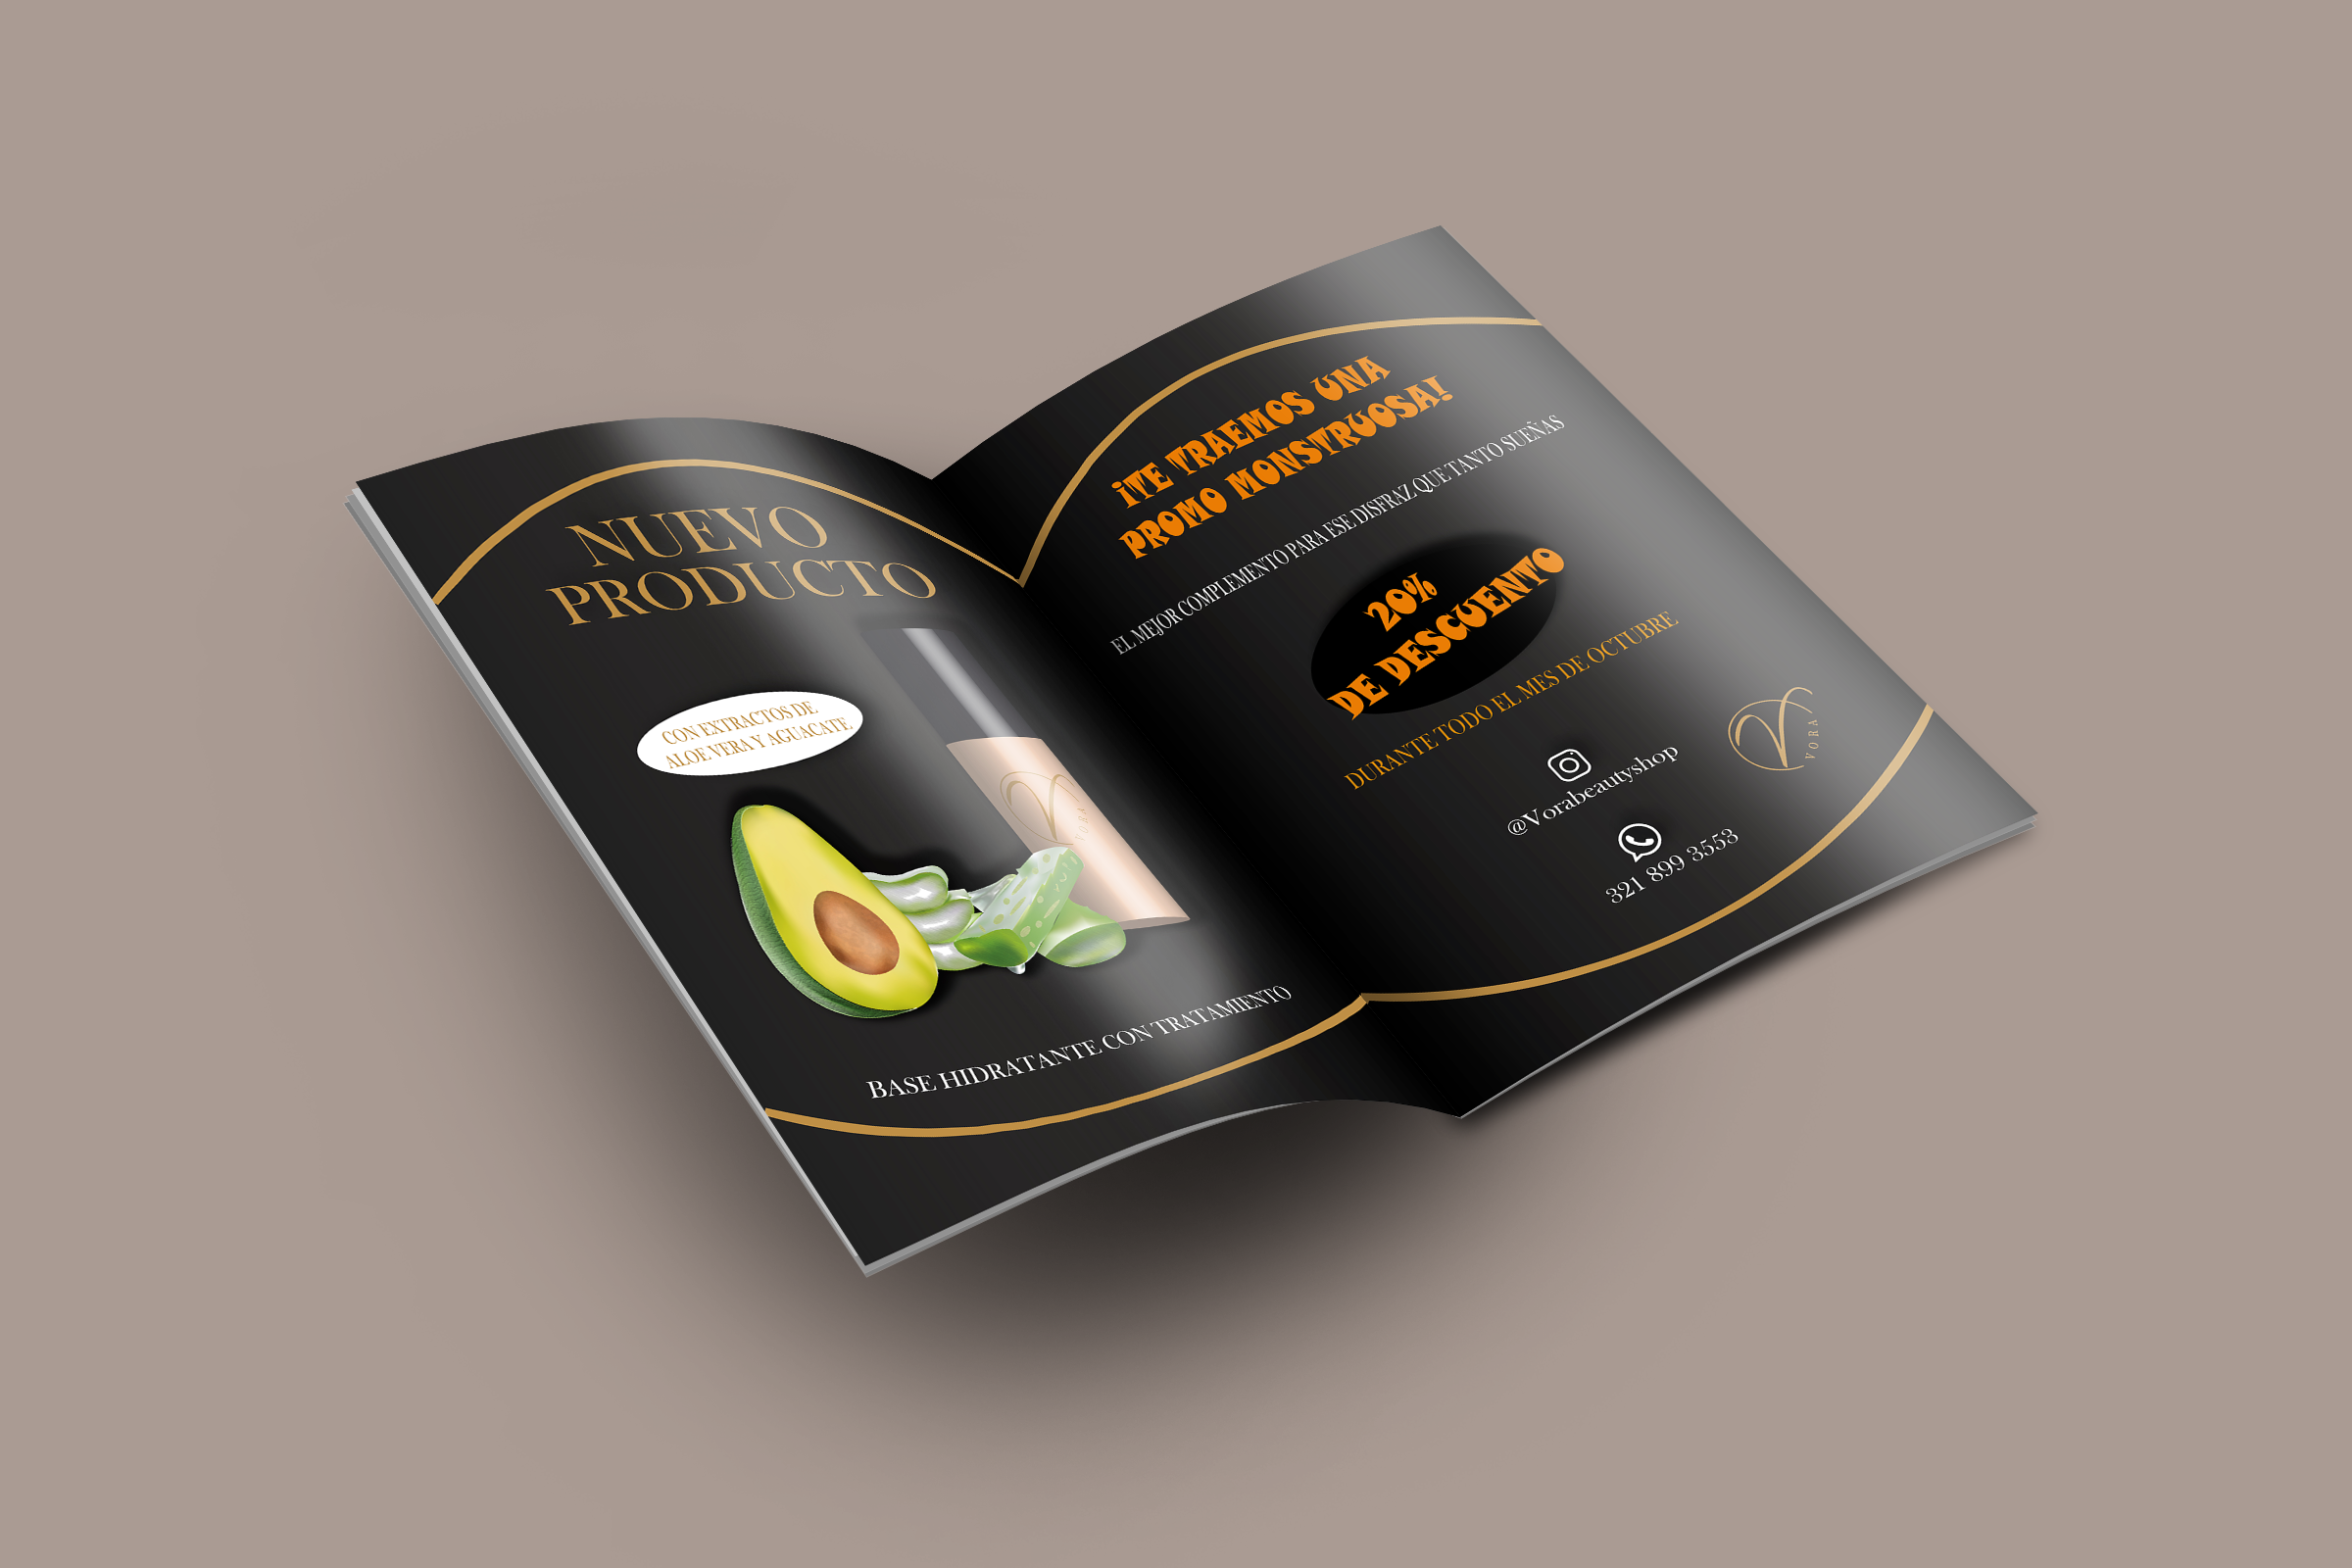 NUEVO
PRODUCTO
CON EXTRACTOS DE
ALOE VERA Y AGUACATE
V
VORA
BASE HIDRATANTE CON TRATAMIENTO
¡TE TRAEMOS UNA
PROMO MONSTRUOSA!
EL MEJOR COMPLEMENTO PARA ESE DISFRAZ QUE TANTO SUEÑAS
20%
DE DESCUENTO
DURANTE TODO EL MES DE OCTUBRE
@Vorabeautyshop
321 899 3553
V
VORA